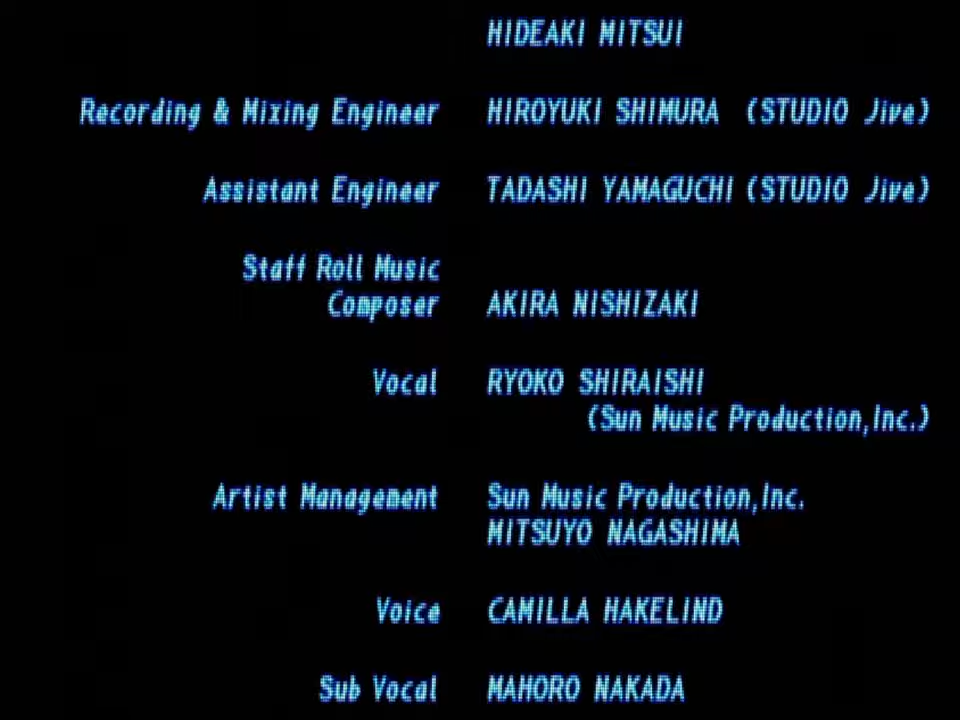 HIDEAKI MITSUI
Recording & Mixing Engineer HIROYUKI SHIMURA (STUDIO Jive)
Assistant Engineer TADASHI YAMAGUCHI (STUDIO Jive)
Staff Roll Music
Composer AKIRA NISHIZAKI
Vocal RYOKO SHIRAISHI
(Sun Music Production,Inc.)
Artist Management Sun Music Production,Inc.
MITSUYO NAGASHIMA
Voice CAMILLA HAKELIND
Sub Vocal MAHORO NAKADA